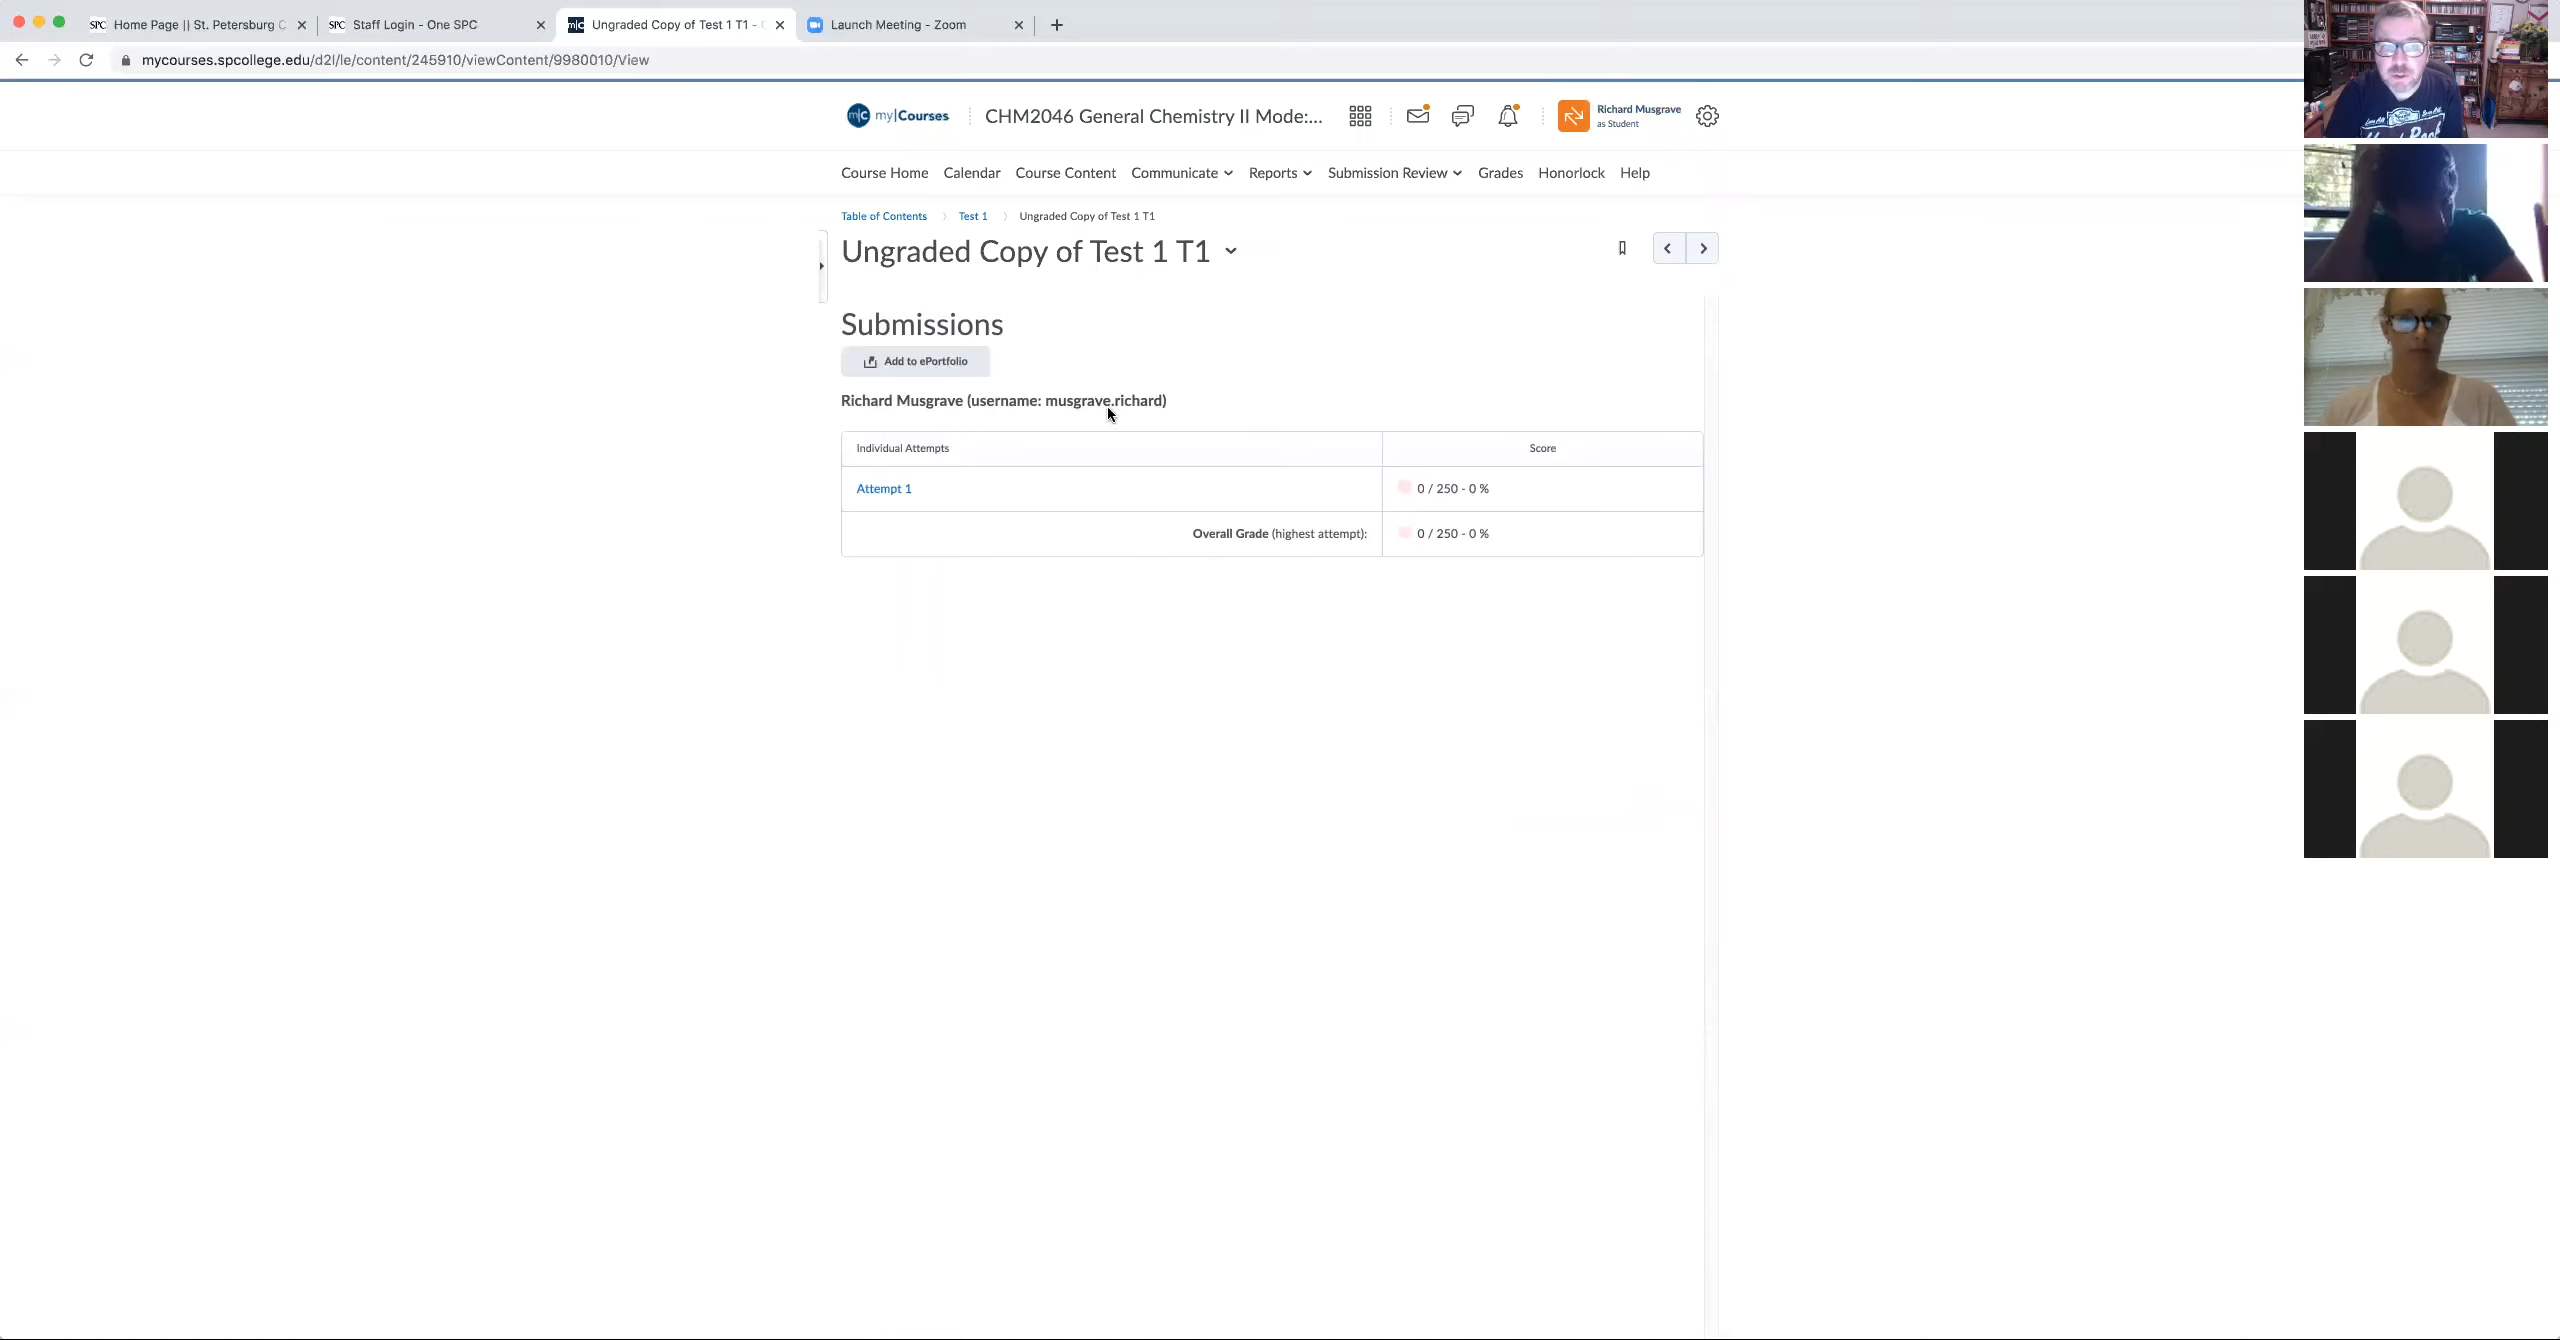 SPC Home Page || St. Petersburg C
SPC Staff Login - One SPC
m|C Ungraded Copy of Test 1 T1 -
Launch Meeting - Zoom
mycourses.spcollege.edu/d2l/le/content/245910/viewContent/9980010/View
m|C my|Courses
CHM2046 General Chemistry II Mode:...
Richard Musgrave
as Student
Course Home Calendar Course Content Communicate Reports Submission Review Grades Honorlock Help
Table of Contents Test 1 Ungraded Copy of Test 1 T1
Ungraded Copy of Test 1 T1
Submissions
Add to ePortfolio
Richard Musgrave (username: musgrave.richard)
Individual Attempts Score
Attempt 1 0 / 250 - 0 %
Overall Grade (highest attempt): 0 / 250 - 0 %